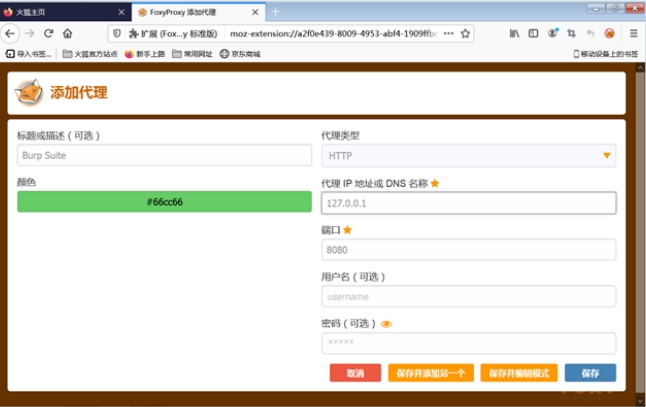 火狐主页
FoxyProxy 添加代理
扩展 (Fox...y 标准版)
moz-extension://a2f0e439-8009-4953-abf4-1909ffb
导入书签...
火狐官方站点
新手上路
常用网址
京东商城
移动设备上的书签
添加代理
标题或描述 ( 可选 )
Burp Suite
颜色
#66cc66
代理类型
HTTP
代理 IP 地址或 DNS 名称
127.0.0.1
端口
8080
用户名 ( 可选 )
username
密码 ( 可选 )
*****
取消
保存并添加另一个
保存并编辑模式
保存